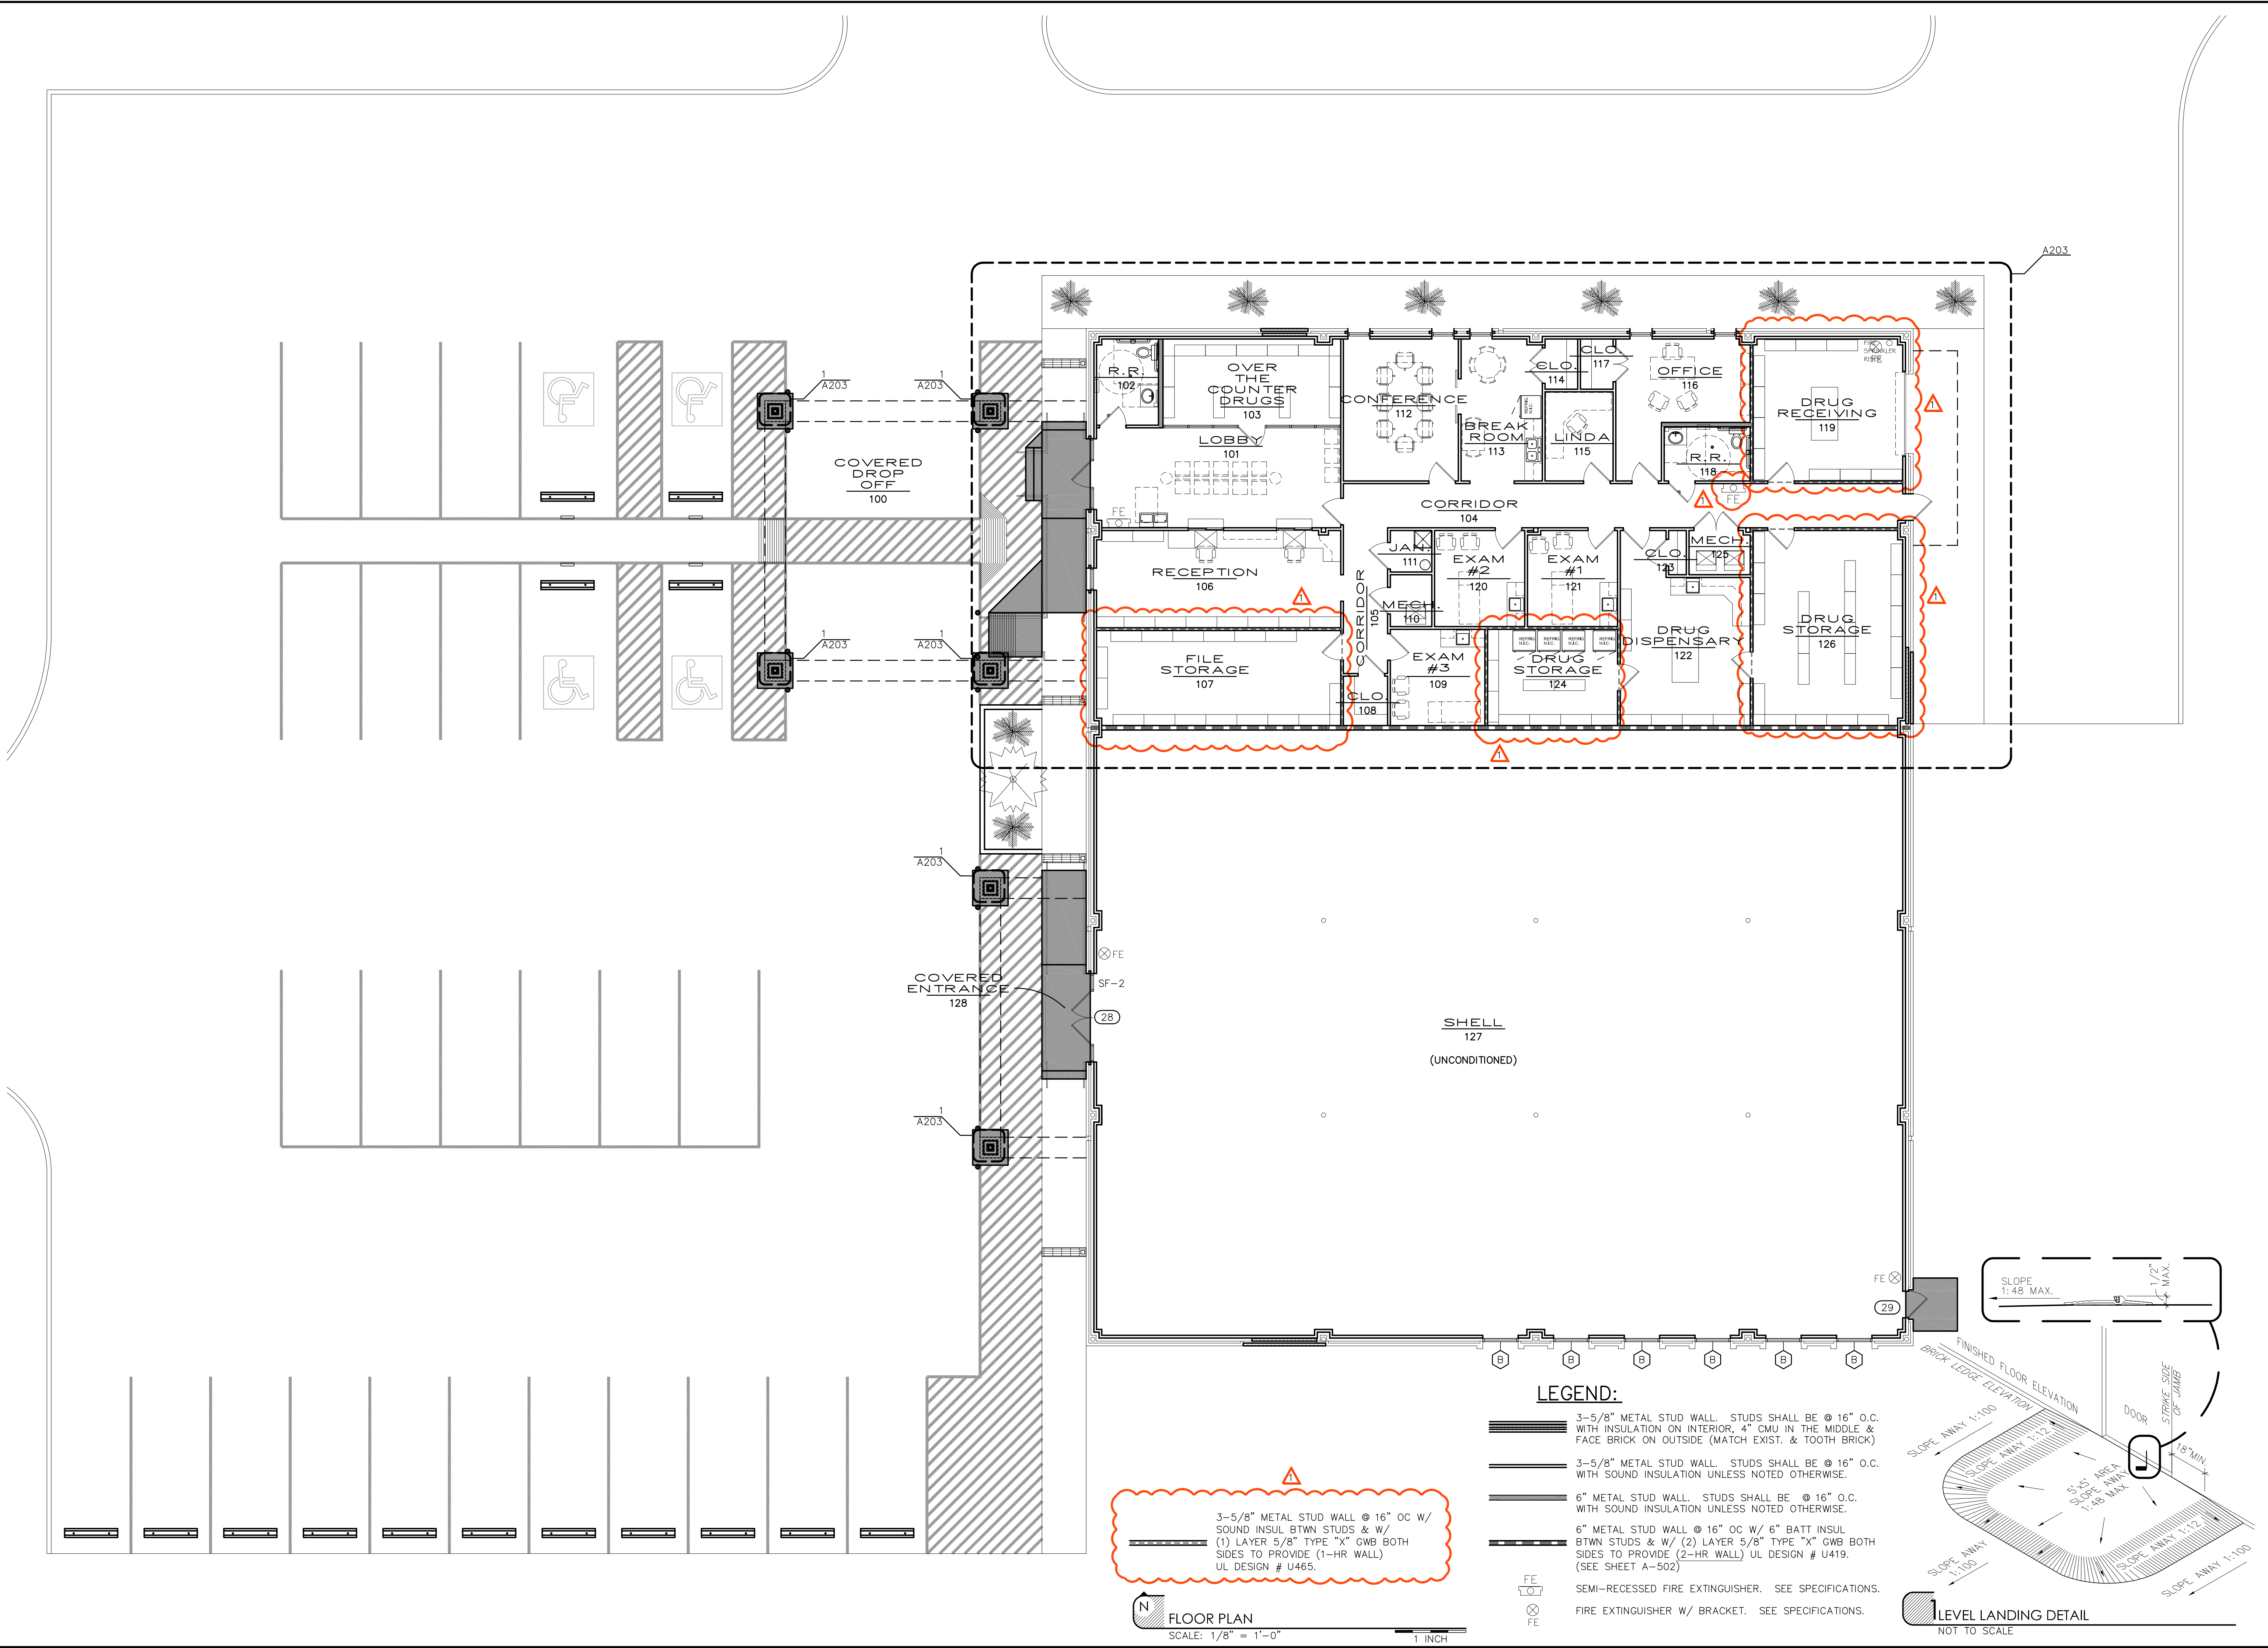 A203
R.R.
102
OVER
THE
COUNTER
DRUGS
103
CONFERENCE
112
BREAK
ROOM
113
REFRIG.
N.I.C.
CLO.
114
CLO.
117
LINDA
115
OFFICE
116
R.R.
118
DRUG
RECEIVING
119
SPRINKLER
FE
1
FE
1
1
A203
1
A203
COVERED
DROP
OFF
100
LOBBY
101
FE
CORRIDOR
104
RECEPTION
106
1
JAN.
111
CORRIDOR
105
MECH.
110
EXAM
#2
120
EXAM
#1
121
CLO.
123
MECH.
125
DRUG
DISPENSARY
122
DRUG
STORAGE
126
1
1
A203
1
A203
FILE
STORAGE
107
CLO.
108
EXAM
#3
109
REFRIG.
N.I.C.
REFRIG.
N.I.C.
REFRIG.
N.I.C.
REFRIG.
N.I.C.
DRUG
STORAGE
124
1
1
A203
FE
SF-2
28
COVERED
ENTRANCE
128
SHELL
127
(UNCONDITIONED)
1
A203
FE
29
B
B
B
B
B
B
SLOPE
1:48 MAX.
1/2"
MAX.
FINISHED FLOOR ELEVATION
BRICK LEDGE ELEVATION
DOOR
STRIKE SIDE
OF JAMB
18"MIN.
SLOPE AWAY 1:100
SLOPE AWAY 1:12
5'x5' AREA
SLOPE AWAY
1:48 MAX
SLOPE AWAY 1:12
SLOPE AWAY
1:100
SLOPE AWAY 1:100
LEVEL LANDING DETAIL
NOT TO SCALE
LEGEND:
3-5/8" METAL STUD WALL. STUDS SHALL BE @ 16" O.C.
WITH INSULATION ON INTERIOR, 4" CMU IN THE MIDDLE &
FACE BRICK ON OUTSIDE (MATCH EXIST. & TOOTH BRICK)
3-5/8" METAL STUD WALL. STUDS SHALL BE @ 16" O.C.
WITH SOUND INSULATION UNLESS NOTED OTHERWISE.
6" METAL STUD WALL. STUDS SHALL BE @ 16" O.C.
WITH SOUND INSULATION UNLESS NOTED OTHERWISE.
6" METAL STUD WALL @ 16" OC W/ 6" BATT INSUL
BTWN STUDS & W/ (2) LAYER 5/8" TYPE "X" GWB BOTH
SIDES TO PROVIDE (2-HR WALL) UL DESIGN # U419.
(SEE SHEET A-502)
FE
SEMI-RECESSED FIRE EXTINGUISHER. SEE SPECIFICATIONS.
FIRE EXTINGUISHER W/ BRACKET. SEE SPECIFICATIONS.
FE
1
3-5/8" METAL STUD WALL @ 16" OC W/
SOUND INSUL BTWN STUDS & W/
(1) LAYER 5/8" TYPE "X" GWB BOTH
SIDES TO PROVIDE (1-HR WALL)
UL DESIGN # U465.
N
FLOOR PLAN
SCALE: 1/8" = 1'-0"
1 INCH